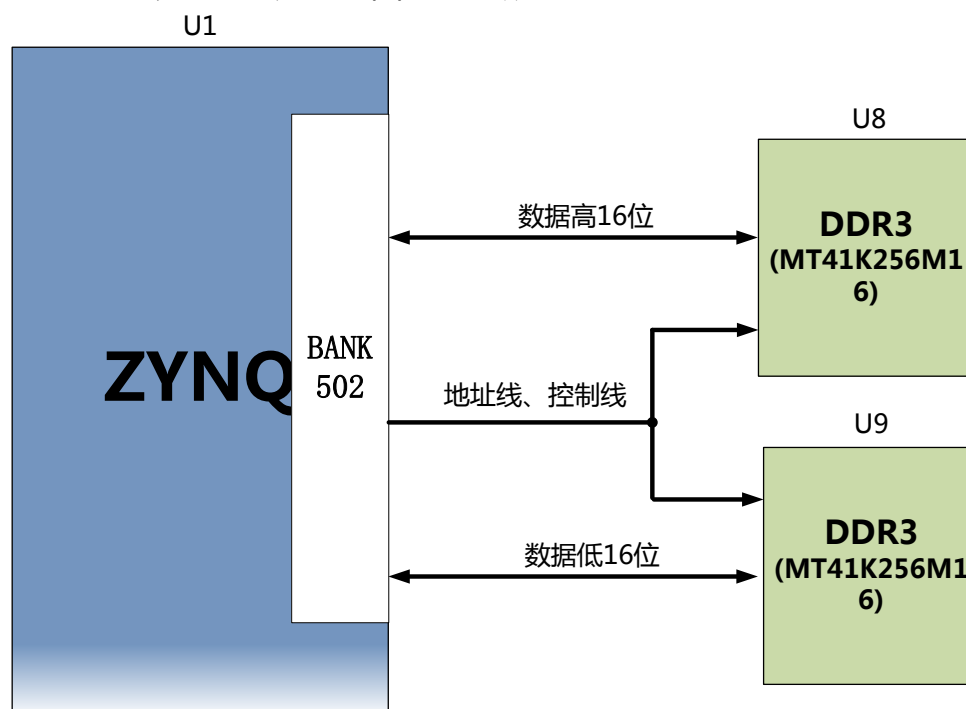 U1
U8
数据高16位
DDR3
(MT41K256M1
6)
ZYNQ
BANK
502
地址线、控制线
U9
数据低16位
DDR3
(MT41K256M1
6)